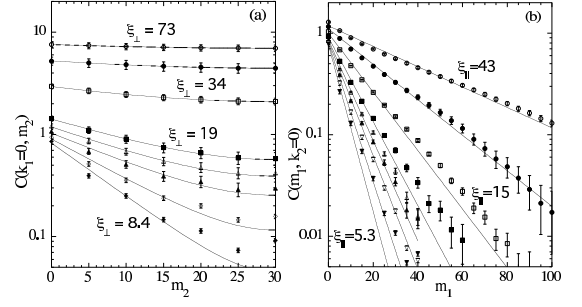 (a)
10
1
0.1
C(k₁=0, m₂)
ξ⊥ = 73
ξ⊥ = 34
ξ⊥ = 19
ξ⊥ = 8.4
0 5 10 15 20 25 30
m₂
(b)
1
0.1
0.01
C(m₁, k₂=0)
ξ∥=43
ξ∥=15
ξ∥=5.3
0 20 40 60 80 100
m₁